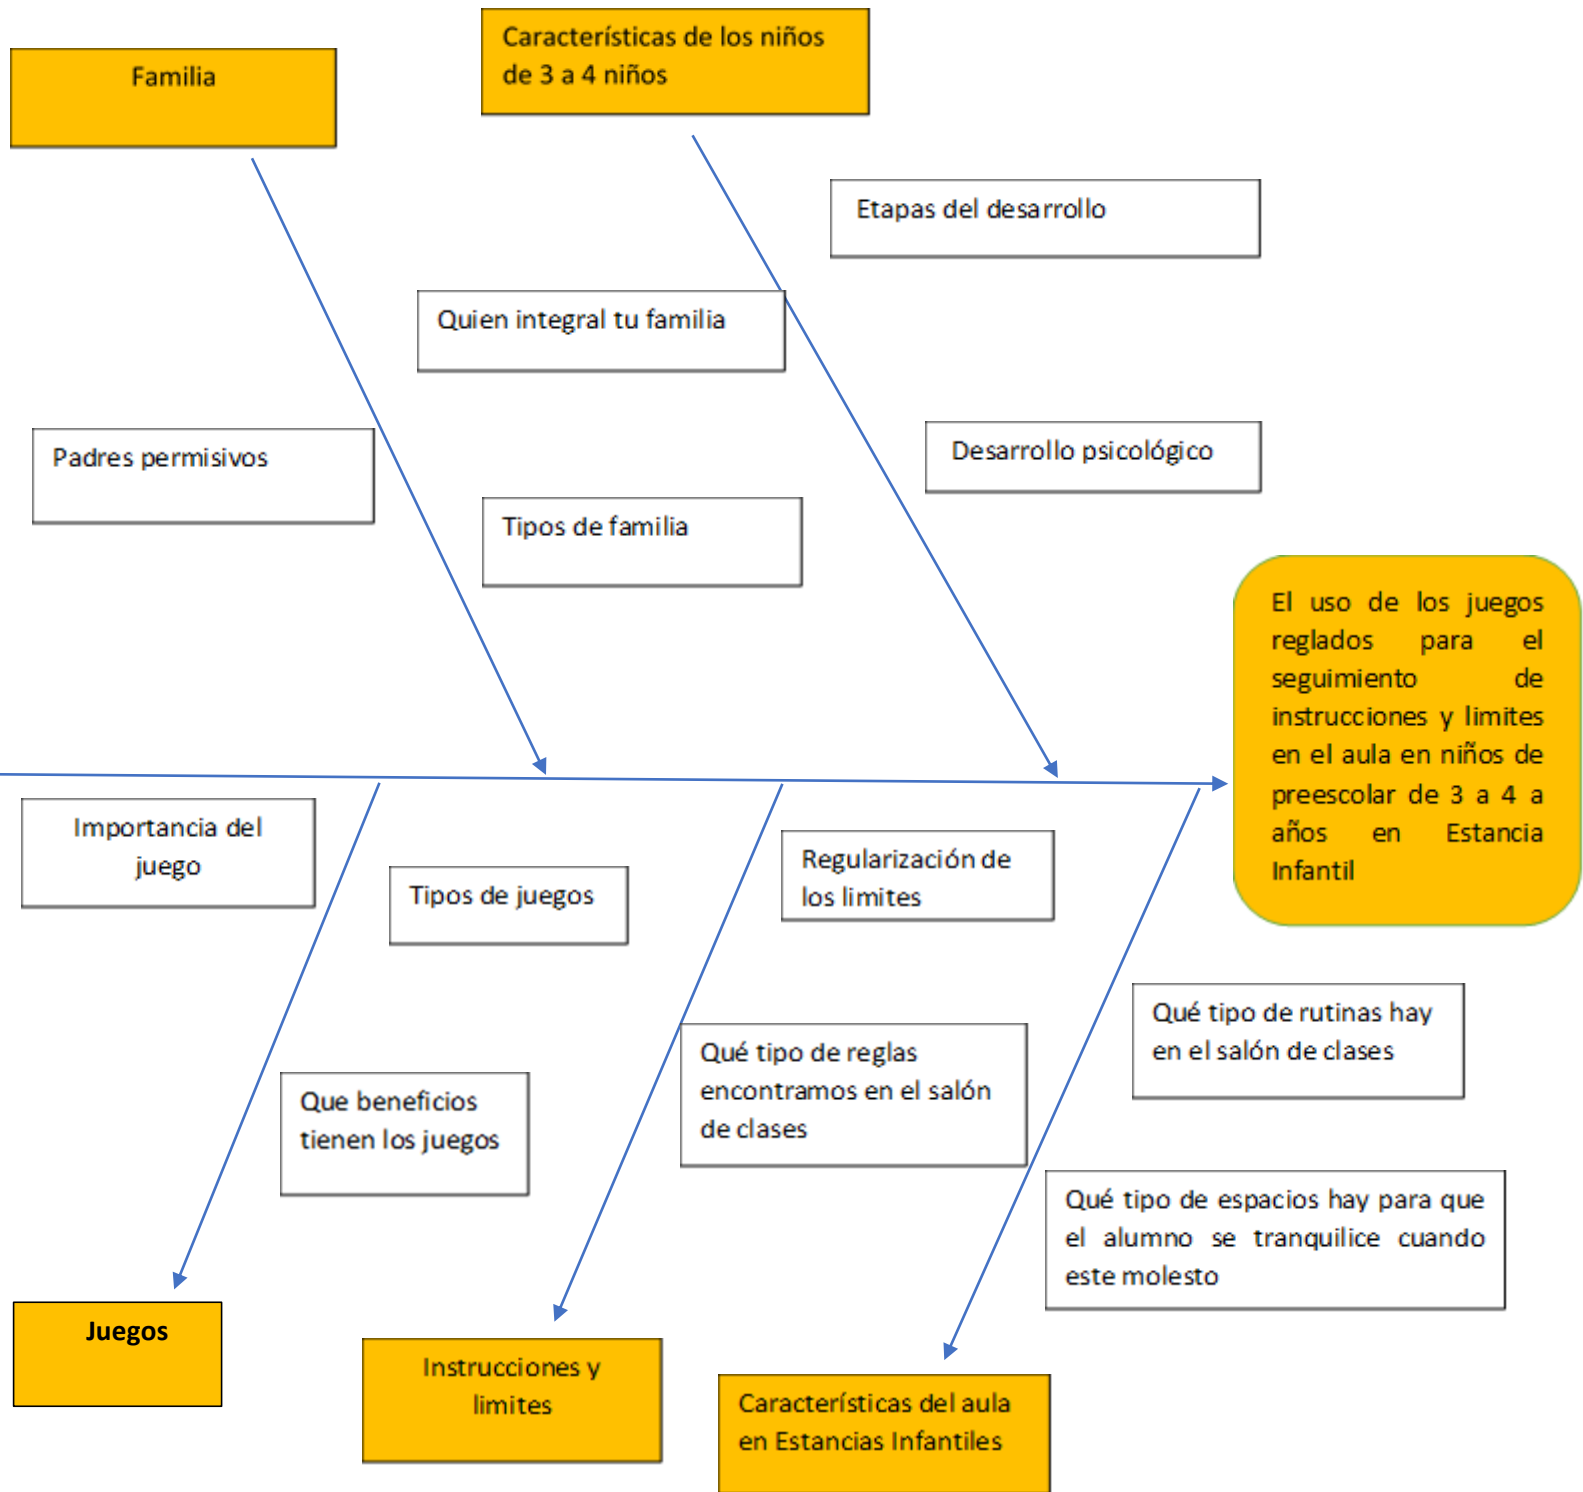 Familia
Características de los niños
de 3 a 4 niños
Etapas del desarrollo
Quien integral tu familia
Padres permisivos
Desarrollo psicológico
Tipos de familia
El uso de los juegos
reglados para el
seguimiento de
instrucciones y limites
en el aula en niños de
preescolar de 3 a 4 a
años en Estancia
Infantil
Importancia del
juego
Tipos de juegos
Regularización de
los limites
Que beneficios
tienen los juegos
Qué tipo de reglas
encontramos en el salón
de clases
Qué tipo de rutinas hay
en el salón de clases
Qué tipo de espacios hay para que
el alumno se tranquilice cuando
este molesto
Juegos
Instrucciones y
limites
Características del aula
en Estancias Infantiles